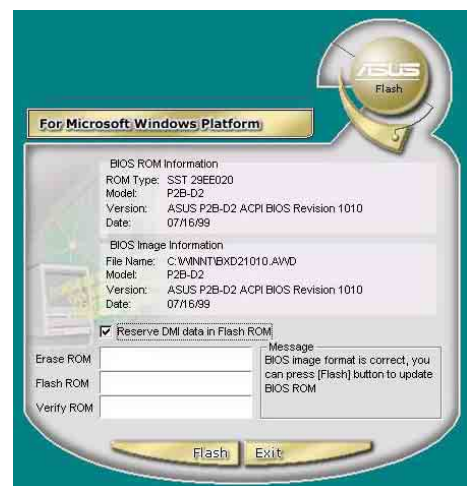 ASUS
Flash
For Microsoft Windows Platform
BIOS ROM Information
ROM Type: SST 29EE020
Model: P2B-D2
Version: ASUS P2B-D2 ACPI BIOS Revision 1010
Date: 07/16/99
BIOS Image Information
File Name: C:\WINNT\BXD21010.AWD
Model: P2B-D2
Version: ASUS P2B-D2 ACPI BIOS Revision 1010
Date: 07/16/99
Reserve DMI data in Flash ROM
Erase ROM
Flash ROM
Verify ROM
Message
BIOS image format is correct, you
can press [Flash] button to update
BIOS ROM
Flash Exit